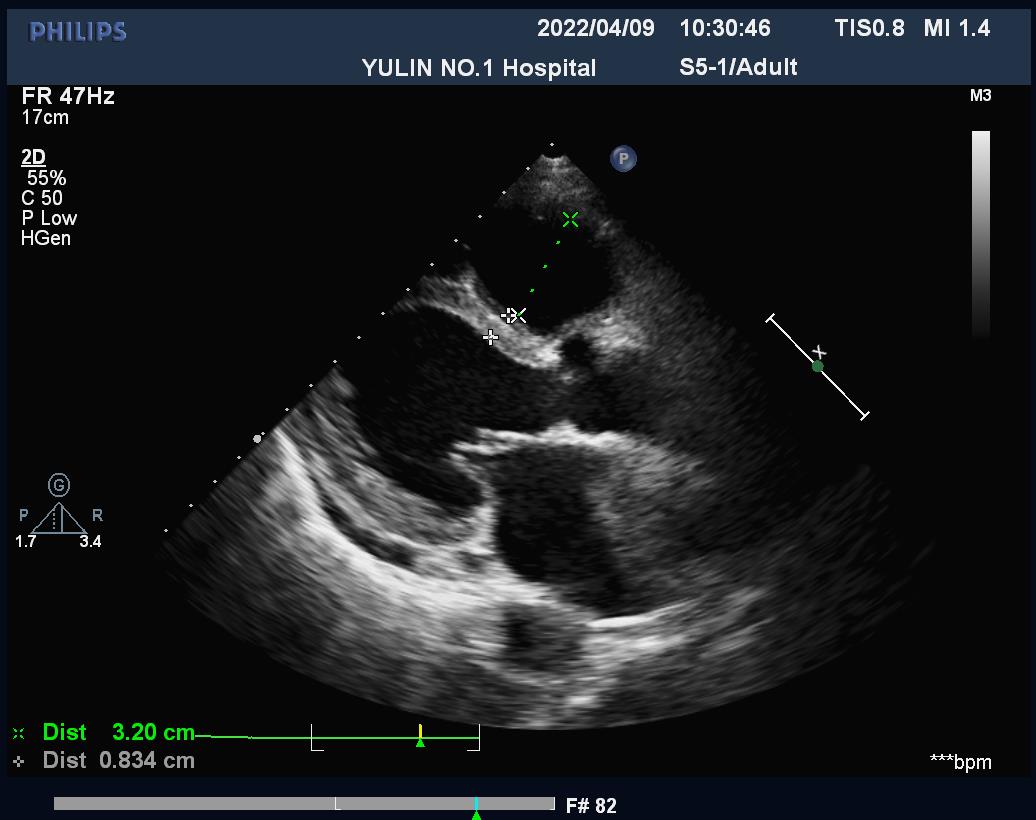 PHILIPS
2022/04/09 10:30:46 TIS0.8 MI 1.4
YULIN NO.1 Hospital S5-1/Adult
FR 47Hz
17cm
M3
2D
55%
C 50
P Low
HGen
P
X
G
P R
1.7 3.4
Dist 3.20 cm
Dist 0.834 cm
***bpm
F# 82